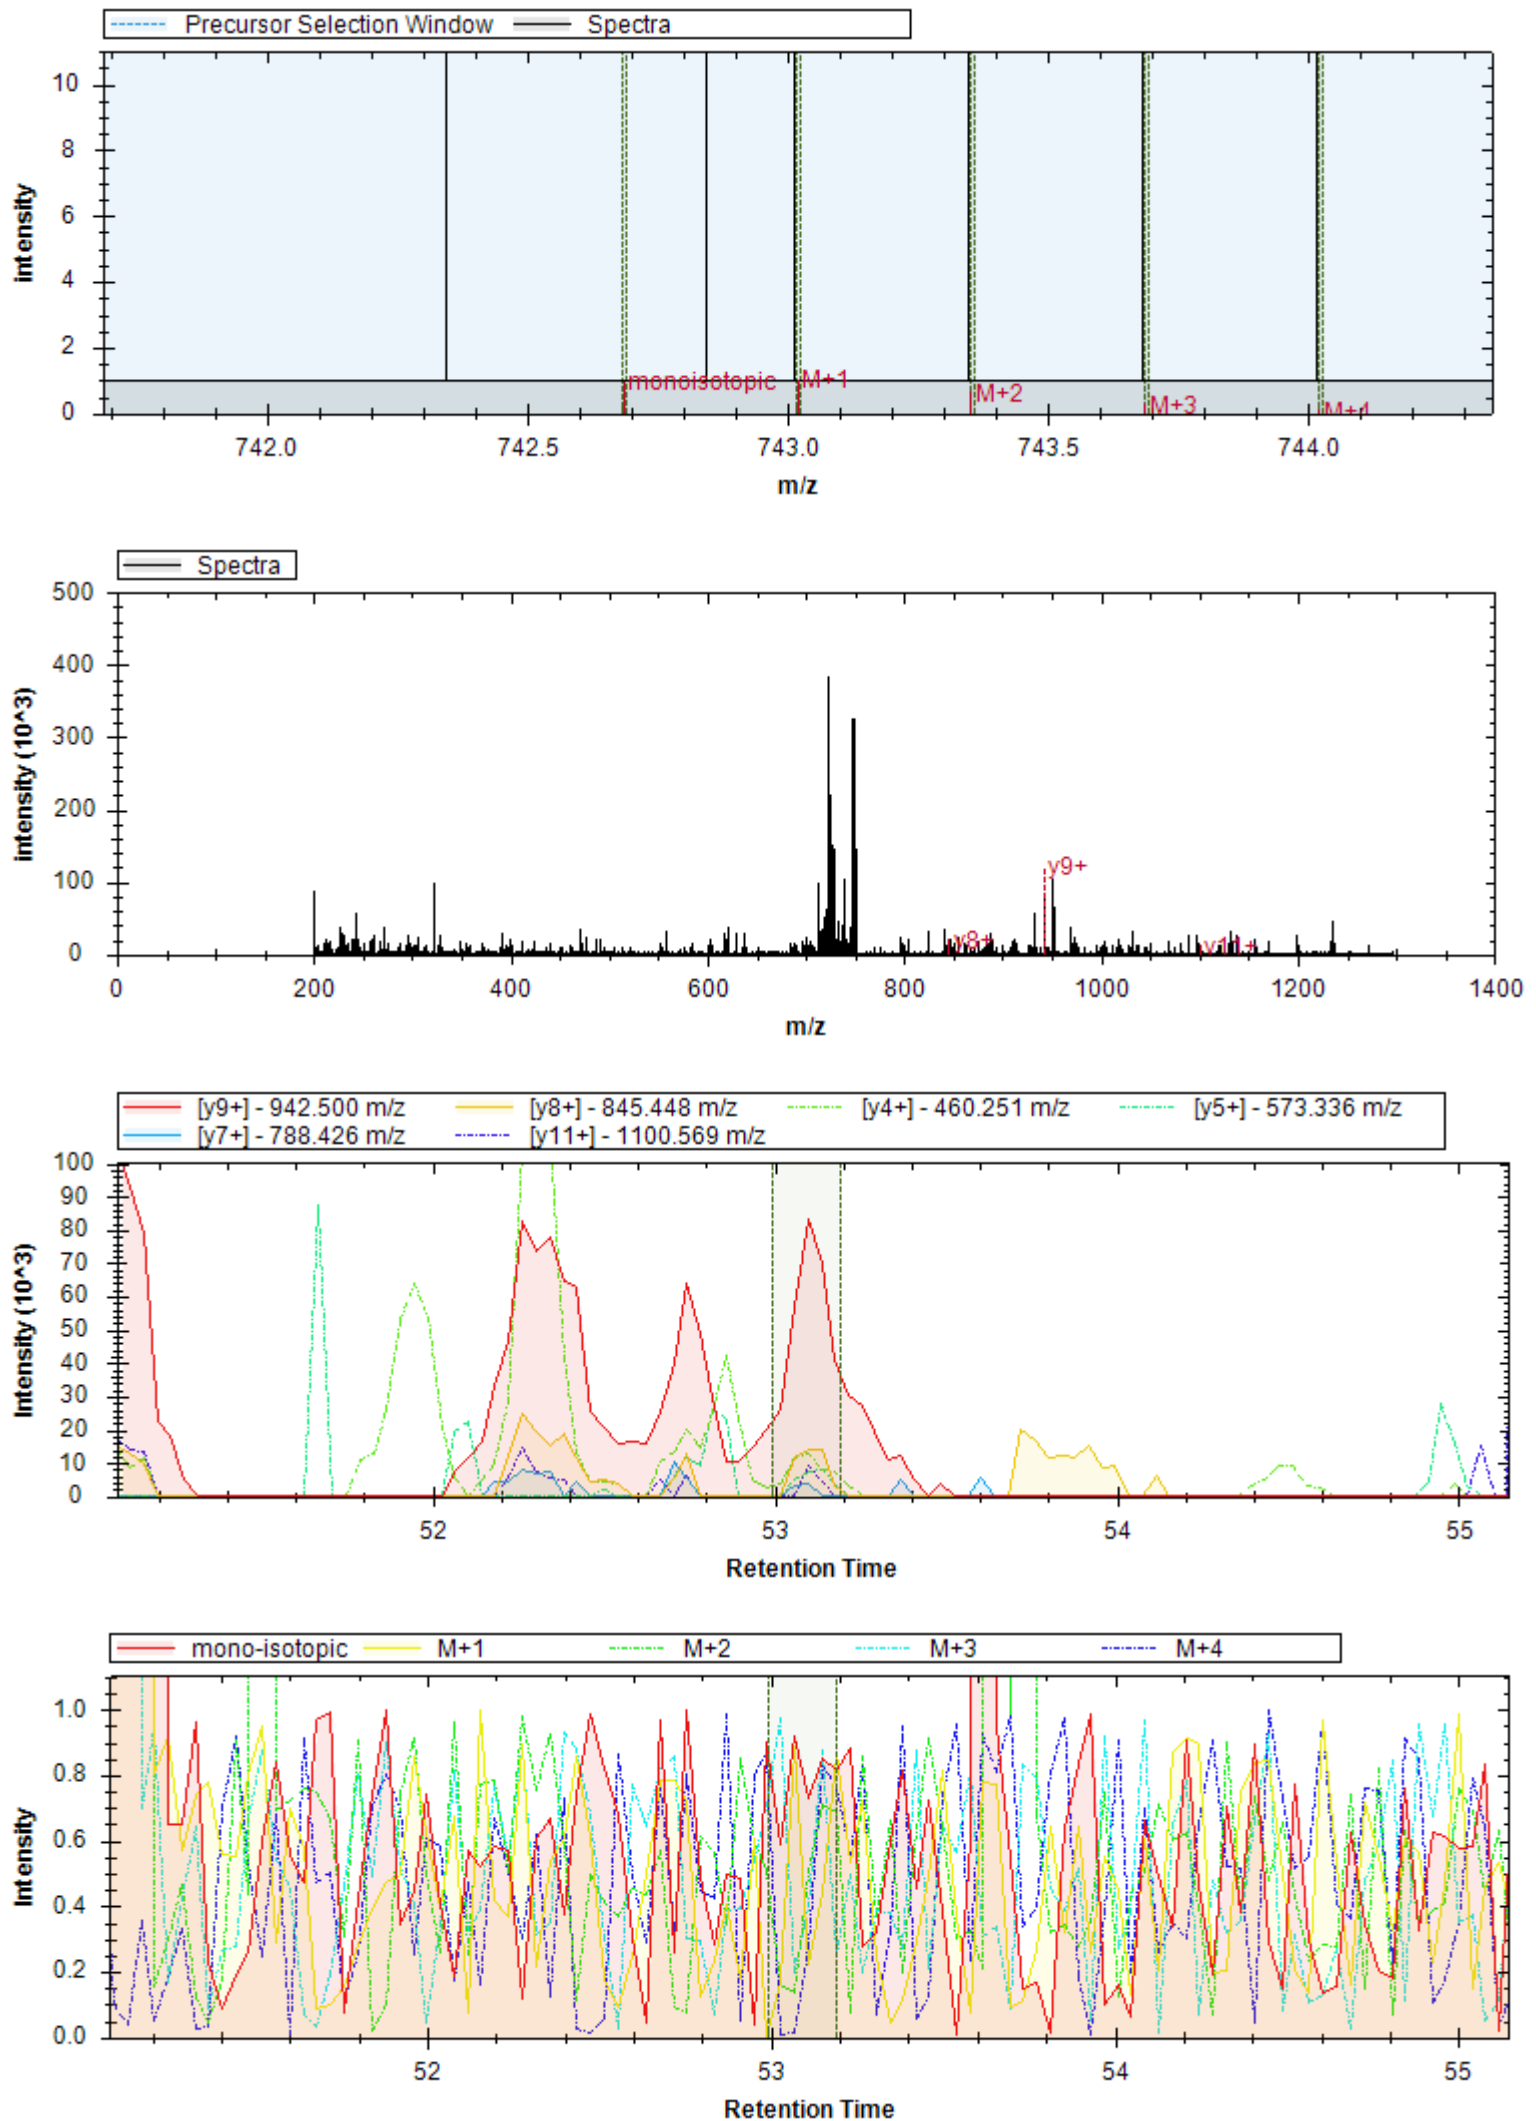 Precursor Selection Window Spectra
10
8
6
4
2
0
intensity
monoisotopic M+1 M+2 M+3 M+4
742.0 742.5 743.0 743.5 744.0
m/z
Spectra
500
400
300
200
100
0
intensity (10^3)
y9+
y8+ y11+
0 200 400 600 800 1000 1200 1400
m/z
[y9+] - 942.500 m/z [y8+] - 845.448 m/z [y4+] - 460.251 m/z [y5+] - 573.336 m/z
[y7+] - 788.426 m/z [y11+] - 1100.569 m/z
100
90
80
70
60
50
40
30
20
10
0
Intensity (10^3)
52 53 54 55
Retention Time
mono-isotopic M+1 M+2 M+3 M+4
1.0
0.8
0.6
0.4
0.2
0.0
Intensity
52 53 54 55
Retention Time